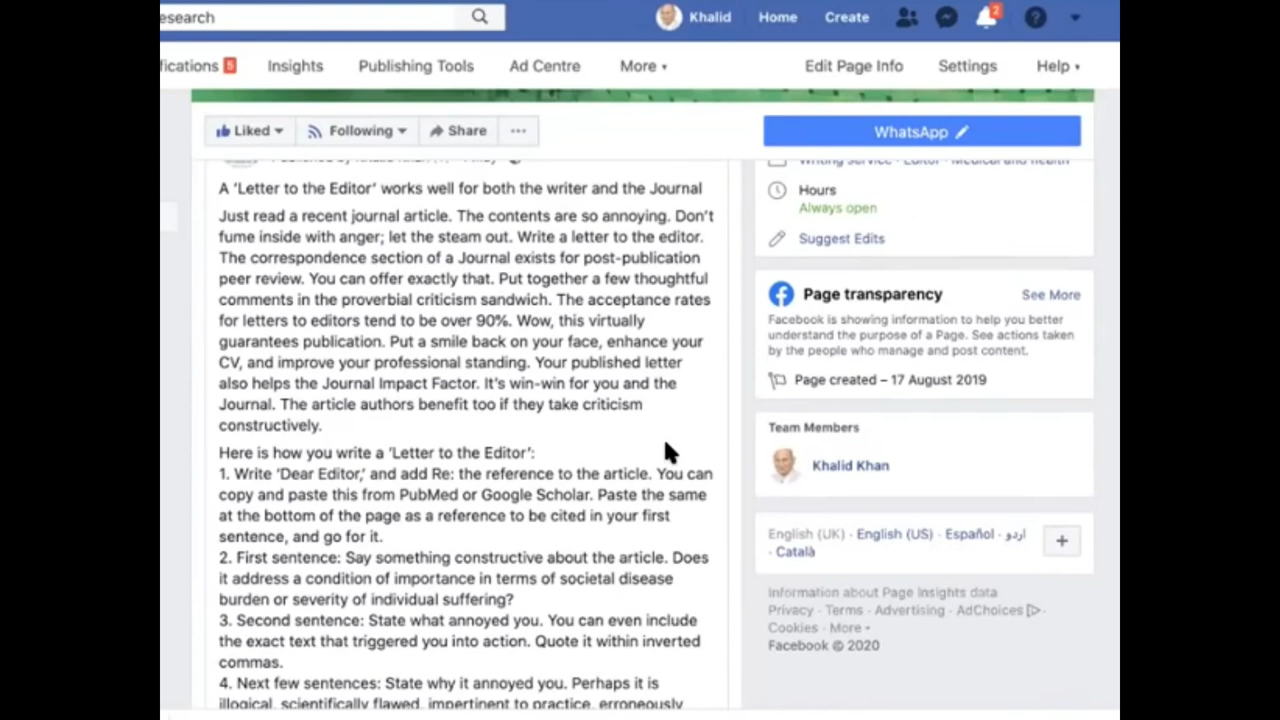 esearch
Khalid Home Create 2
fications 5 Insights Publishing Tools Ad Centre More Edit Page Info Settings Help
Liked Following Share ··· WhatsApp
A ‘Letter to the Editor’ works well for both the writer and the Journal
Just read a recent journal article. The contents are so annoying. Don’t
fume inside with anger; let the steam out. Write a letter to the editor.
The correspondence section of a Journal exists for post-publication
peer review. You can offer exactly that. Put together a few thoughtful
comments in the proverbial criticism sandwich. The acceptance rates
for letters to editors tend to be over 90%. Wow, this virtually
guarantees publication. Put a smile back on your face, enhance your
CV, and improve your professional standing. Your published letter
also helps the Journal Impact Factor. It’s win-win for you and the
Journal. The article authors benefit too if they take criticism
constructively.
Here is how you write a ‘Letter to the Editor’:
1. Write ‘Dear Editor,’ and add Re: the reference to the article. You can
copy and paste this from PubMed or Google Scholar. Paste the same
at the bottom of the page as a reference to be cited in your first
sentence, and go for it.
2. First sentence: Say something constructive about the article. Does
it address a condition of importance in terms of societal disease
burden or severity of individual suffering?
3. Second sentence: State what annoyed you. You can even include
the exact text that triggered you into action. Quote it within inverted
commas.
4. Next few sentences: State why it annoyed you. Perhaps it is
illogical, scientifically flawed, impertinent to practice, erroneously
Writing service · Editor · Medical and health
Hours
Always open
Suggest Edits
Page transparency See More
Facebook is showing information to help you better
understand the purpose of a Page. See actions taken
by the people who manage and post content.
Page created – 17 August 2019
Team Members
Khalid Khan
English (UK) · English (US) · Español · اردو
· Català
Information about Page Insights data
Privacy · Terms · Advertising · AdChoices ·
Cookies · More
Facebook © 2020